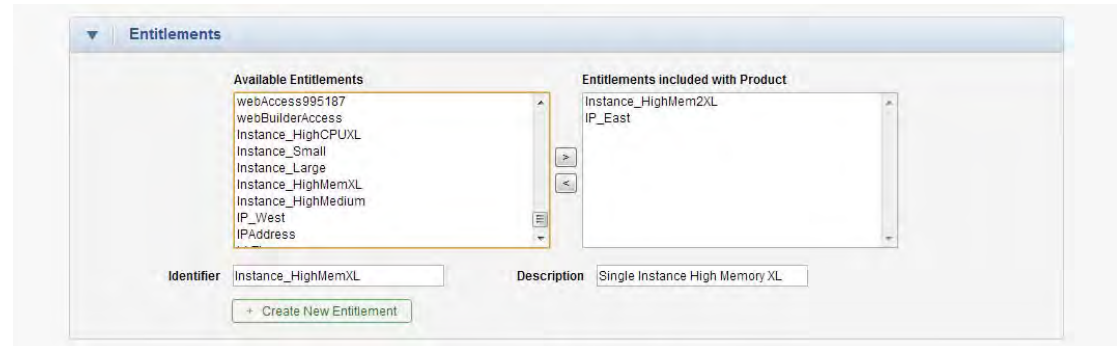 Entitlements
Available Entitlements
Entitlements included with Product
webAccess995187
webBuilderAccess
Instance_HighCPUXL
Instance_Small
Instance_Large
Instance_HighMemXL
Instance_HighMedium
IP_West
IPAddress
Instance_HighMem2XL
IP_East
>
<
Identifier Instance_HighMemXL Description Single Instance High Memory XL
+ Create New Entitlement